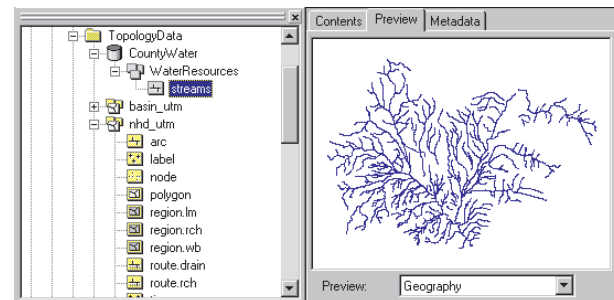 TopologyData
CountyWater
WaterResources
streams
basin_utm
nhd_utm
arc
label
node
polygon
region.lm
region.rch
region.wb
route.drain
route.rch
Contents Preview Metadata
Preview: Geography